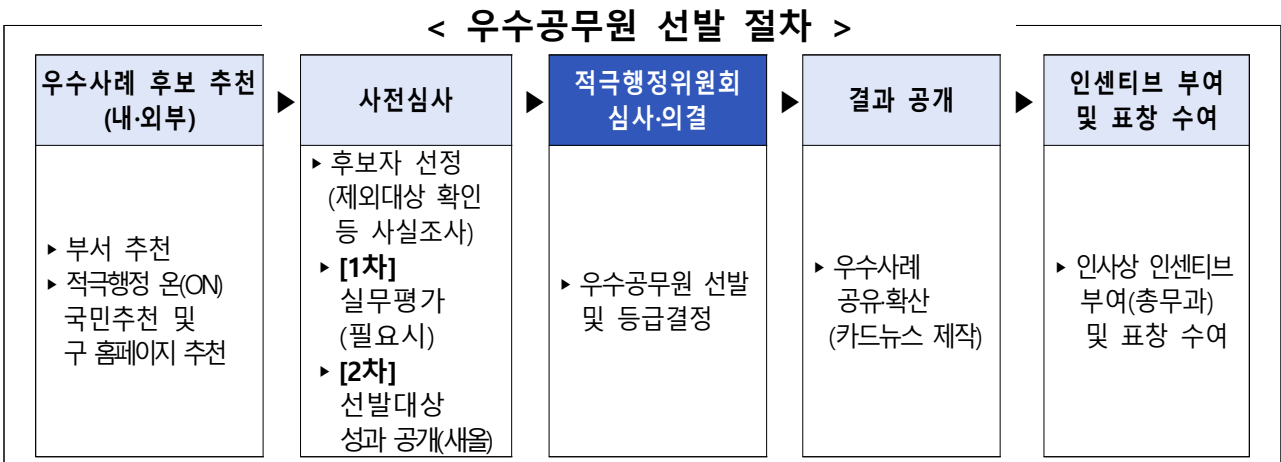 < 우수공무원 선발 절차 >
우수사례 후보 추천
(내·외부)
▶
사전심사
▶
적극행정위원회
심사·의결
▶
결과 공개
▶
인센티브 부여
및 표창 수여
▸ 부서 추천
▸ 적극행정 온(ON)
국민추천 및
구 홈페이지 추천
▸ 후보자 선정
(제외대상 확인
등 사실조사)
▸ [1차]
실무평가
(필요시)
▸ [2차]
선발대상
성과 공개(새올)
▸ 우수공무원 선발
및 등급결정
▸ 우수사례
공유·확산
(카드뉴스 제작)
▸ 인사상 인센티브
부여(총무과)
및 표창 수여